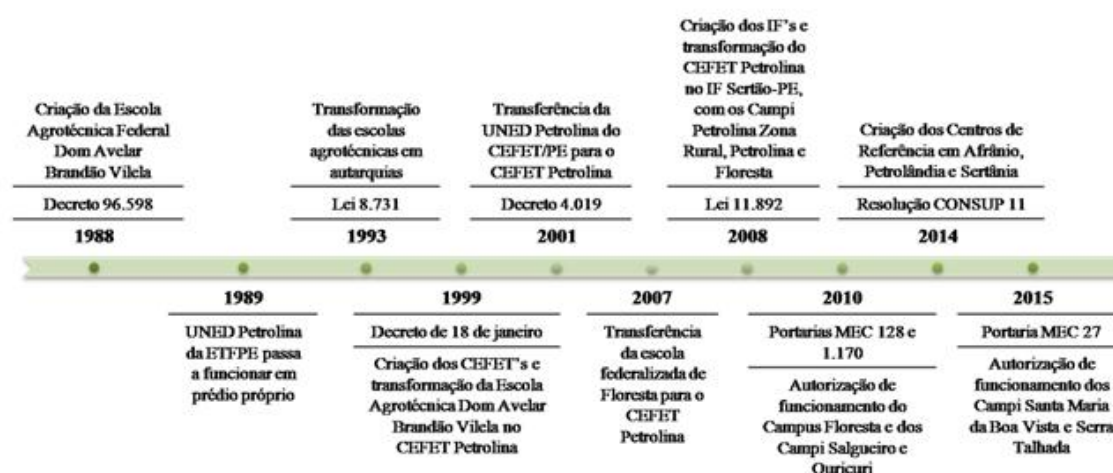 Criação da Escola
Agrotécnica Federal
Dom Avelar
Brandão Vilela
Decreto 96.598
1988
Transformação
das escolas
agrotécnicas em
autarquias
Lei 8.731
1993
Transferência da
UNED Petrolina do
CEFET/PE para o
CEFET Petrolina
Decreto 4.019
2001
Criação dos IF's e
transformação do
CEFET Petrolina
no IF Sertão-PE,
com os Campi
Petrolina Zona
Rural, Petrolina e
Floresta
Lei 11.892
2008
Criação dos Centros de
Referência em Afrânio,
Petrolândia e Sertânia
Resolução CONSUP 11
2014
1989
UNED Petrolina
da ETFPE passa
a funcionar em
prédio próprio
1999
Decreto de 18 de janeiro
Criação dos CEFET's e
transformação da Escola
Agrotécnica Dom Avelar
Brandão Vilela no
CEFET Petrolina
2007
Transferência
da escola
federalizada de
Floresta para o
CEFET
Petrolina
2010
Portarias MEC 128 e
1.170
Autorização de
funcionamento do
Campus Floresta e dos
Campi Salgueiro e
Ouricuri
2015
Portaria MEC 27
Autorização de
funcionamento dos
Campi Santa Maria
da Boa Vista e Serra
Talhada